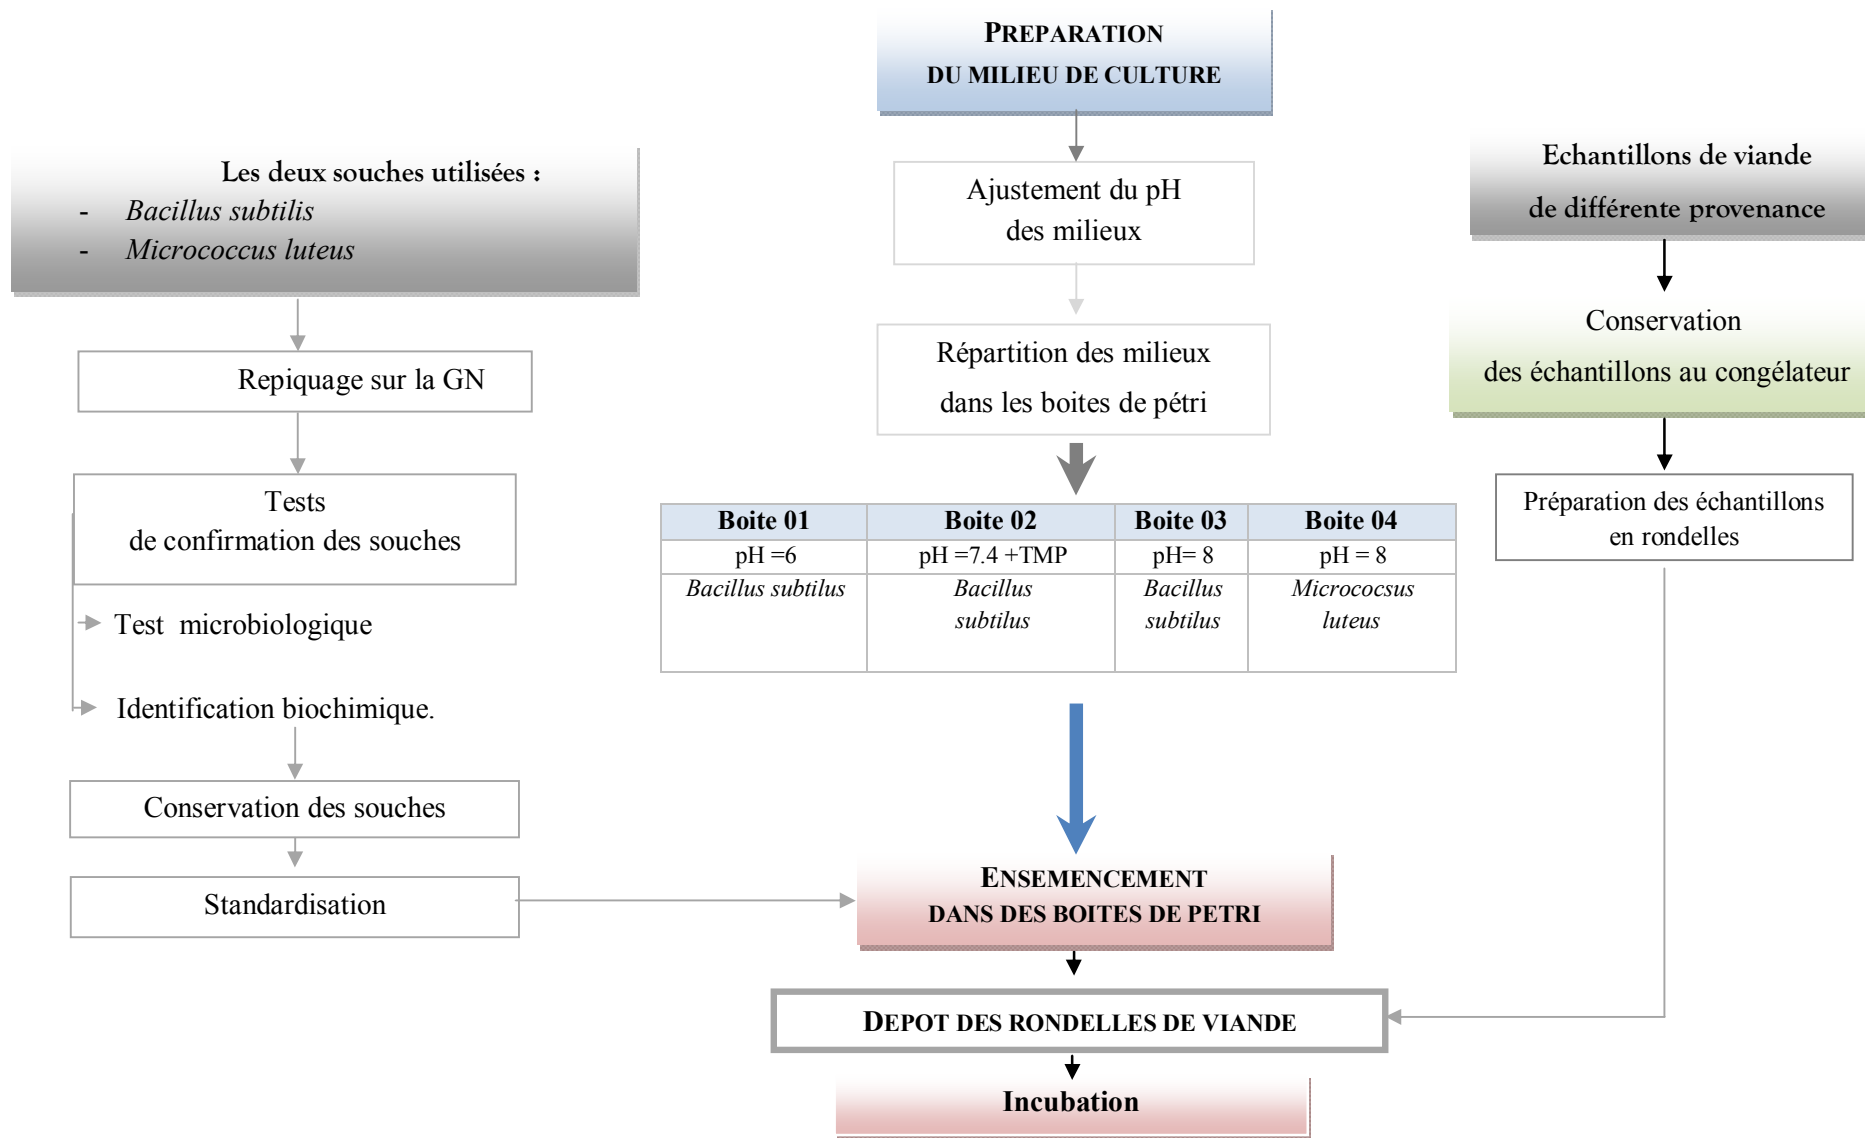 PREPARATION
DU MILIEU DE CULTURE
Les deux souches utilisées :
- Bacillus subtilis
- Micrococcus luteus
Ajustement du pH
des milieux
Echantillons de viande
de différente provenance
Repiquage sur la GN
Répartition des milieux
dans les boites de pétri
Conservation
des échantillons au congélateur
Tests
de confirmation des souches
Test microbiologique
Identification biochimique.
Boite 01 Boite 02 Boite 03 Boite 04
pH =6 pH =7.4 +TMP pH= 8 pH = 8
Bacillus subtilus Bacillus Bacillus Micrococsus
subtilus subtilus luteus
Préparation des échantillons
en rondelles
Conservation des souches
Standardisation
ENSEMENCEMENT
DANS DES BOITES DE PETRI
DEPOT DES RONDELLES DE VIANDE
Incubation